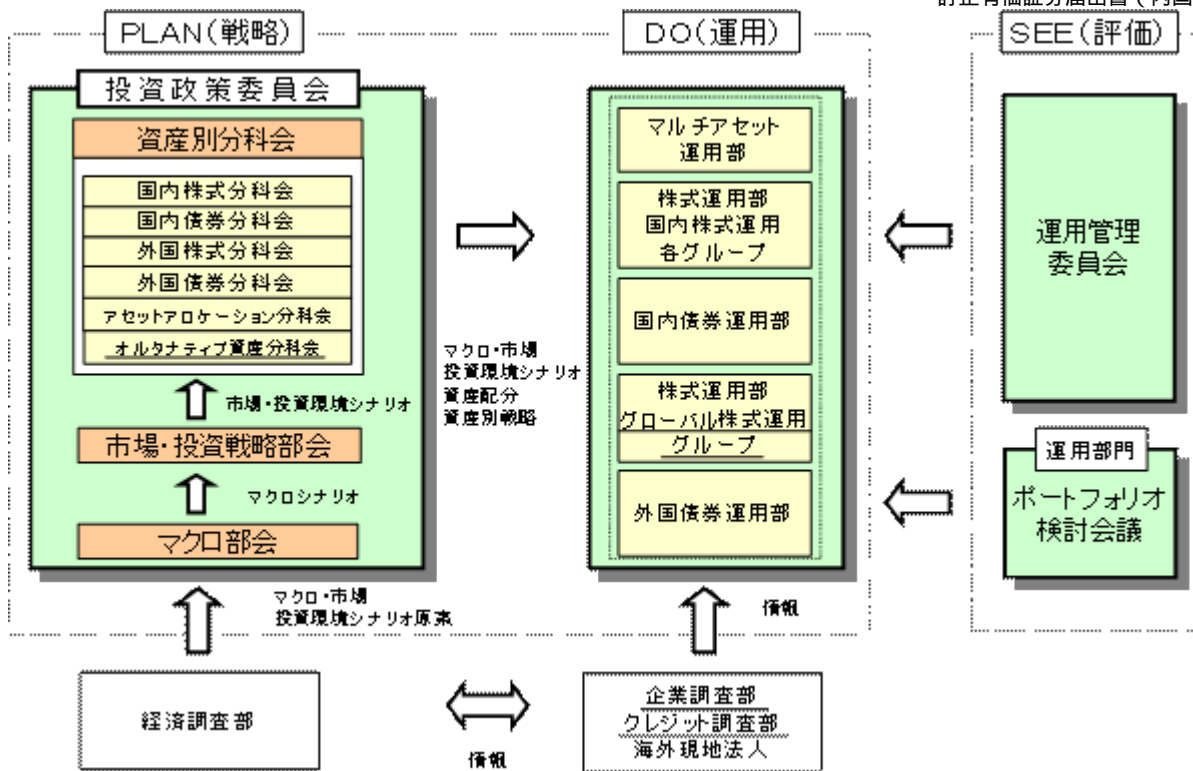 訂正有価証券届出書(内国
PLAN(戦略)
投資政策委員会
資産別分科会
国内株式分科会
国内債券分科会
外国株式分科会
外国債券分科会
アセットアロケーション分科会
オルタナティブ資産分科会
市場・投資環境シナリオ
市場・投資戦略部会
マクロシナリオ
マクロ部会
マクロ・市場
投資環境シナリオ原案
経済調査部
マクロ・市場
投資環境シナリオ
資産配分
資産別戦略
情報
DO(運用)
マルチアセット
運用部
株式運用部
国内株式運用
各グループ
国内債券運用部
株式運用部
グローバル株式運用
グループ
外国債券運用部
情報
企業調査部
クレジット調査部
海外現地法人
SEE(評価)
運用管理
委員会
運用部門
ポートフォリオ
検討会議